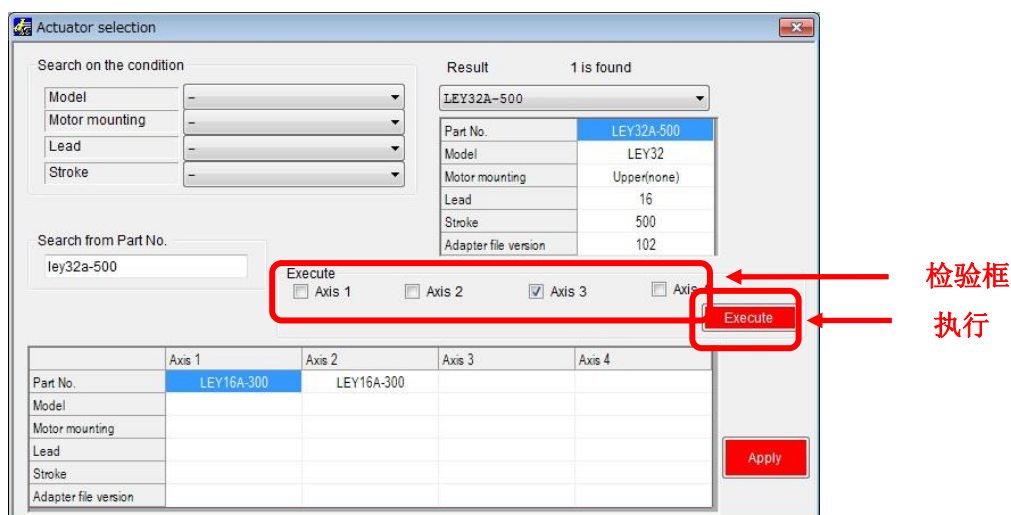 Actuator selection
Search on the condition
Model -
Motor mounting -
Lead -
Stroke -
Result 1 is found
LEY32A-500
Part No. LEY32A-500
Model LEY32
Motor mounting Upper(none)
Lead 16
Stroke 500
Adapter file version 102
Search from Part No.
ley32a-500
Execute
Axis 1 Axis 2 Axis 3 Axis
检验框
Execute
执行
Axis 1 Axis 2 Axis 3 Axis 4
Part No. LEY16A-300 LEY16A-300
Model
Motor mounting
Lead
Stroke
Adapter file version
Apply